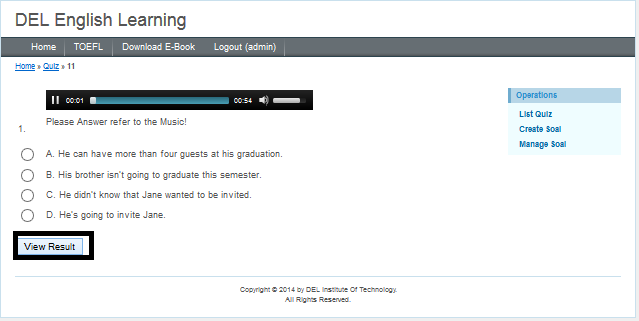 DEL English Learning
Home TOEFL Download E-Book Logout (admin)
Home » Quiz » 11
00:01 00:54
Operations
List Quiz
Create Soal
Manage Soal
Please Answer refer to the Music!
1.
A. He can have more than four guests at his graduation.
B. His brother isn't going to graduate this semester.
C. He didn't know that Jane wanted to be invited.
D. He's going to invite Jane.
View Result
Copyright © 2014 by DEL Institute Of Technology.
All Rights Reserved.